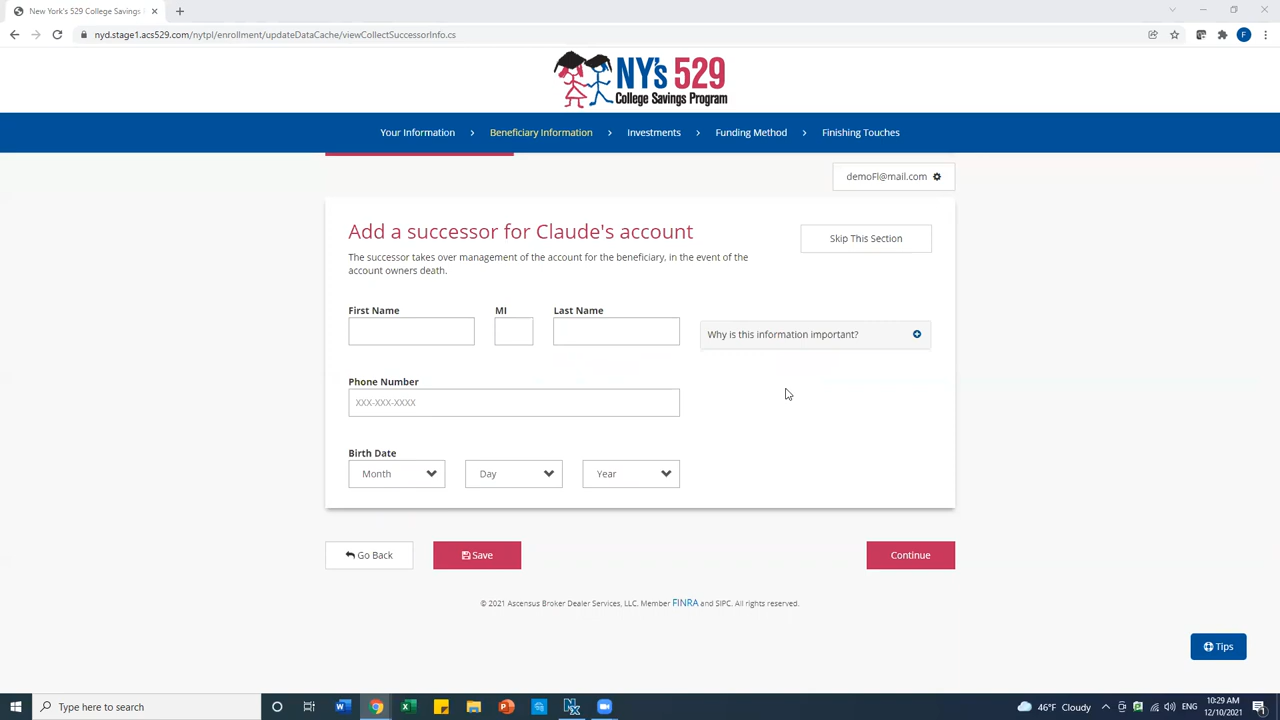 New York's 529 College Savings
nyd.stage1.acs529.com/nytpl/enrollment/updateDataCache/viewCollectSuccessorInfo.cs
F
NY's 529
College Savings Program
Your Information
Beneficiary Information
Investments
Funding Method
Finishing Touches
demoFl@mail.com
Add a successor for Claude's account
Skip This Section
The successor takes over management of the account for the beneficiary, in the event of the
account owners death.
First Name
MI
Last Name
Why is this information important?
Phone Number
XXX-XXX-XXXX
Birth Date
Month
Day
Year
Go Back
Save
Continue
© 2021 Ascensus Broker Dealer Services, LLC. Member FINRA and SIPC. All rights reserved.
Tips
Type here to search
46°F Cloudy
ENG
10:29 AM
12/10/2021